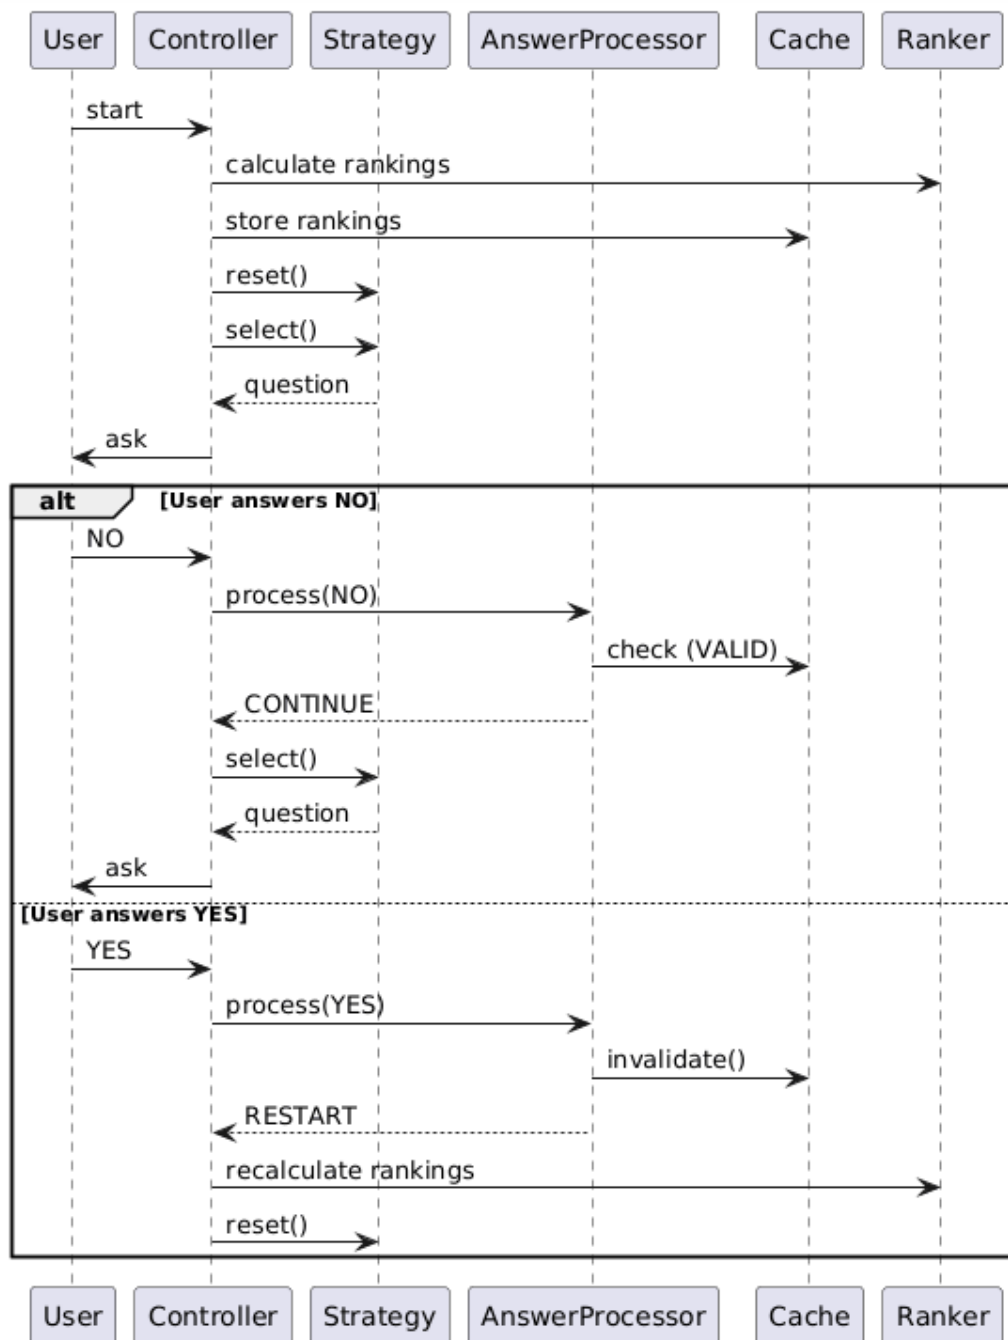 User Controller Strategy AnswerProcessor Cache Ranker
start
calculate rankings
store rankings
reset()
select()
question
ask
alt [User answers NO]
NO
process(NO)
check (VALID)
CONTINUE
select()
question
ask
[User answers YES]
YES
process(YES)
invalidate()
RESTART
recalculate rankings
reset()
User Controller Strategy AnswerProcessor Cache Ranker